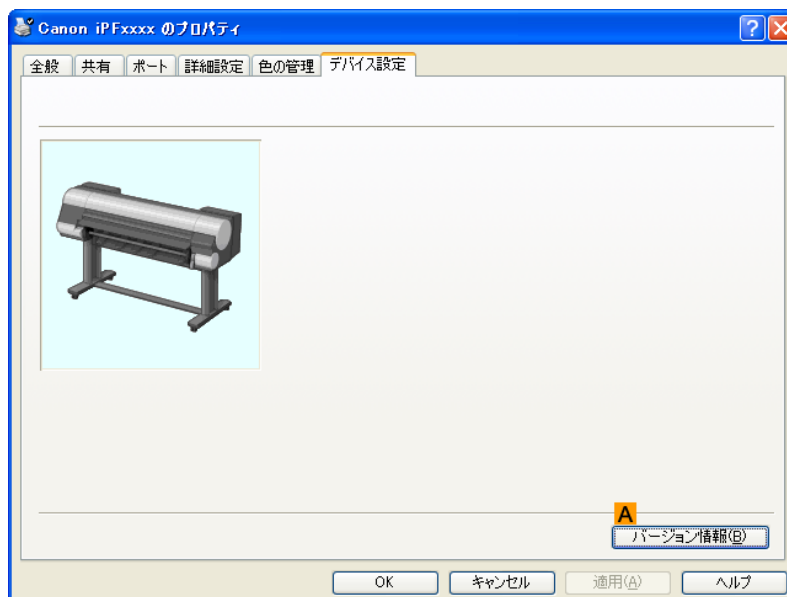 Canon iPFxxxx のプロパティ
全般 共有 ポート 詳細設定 色の管理 デバイス設定
A
バージョン情報(B)
OK キャンセル 適用(A) ヘルプ